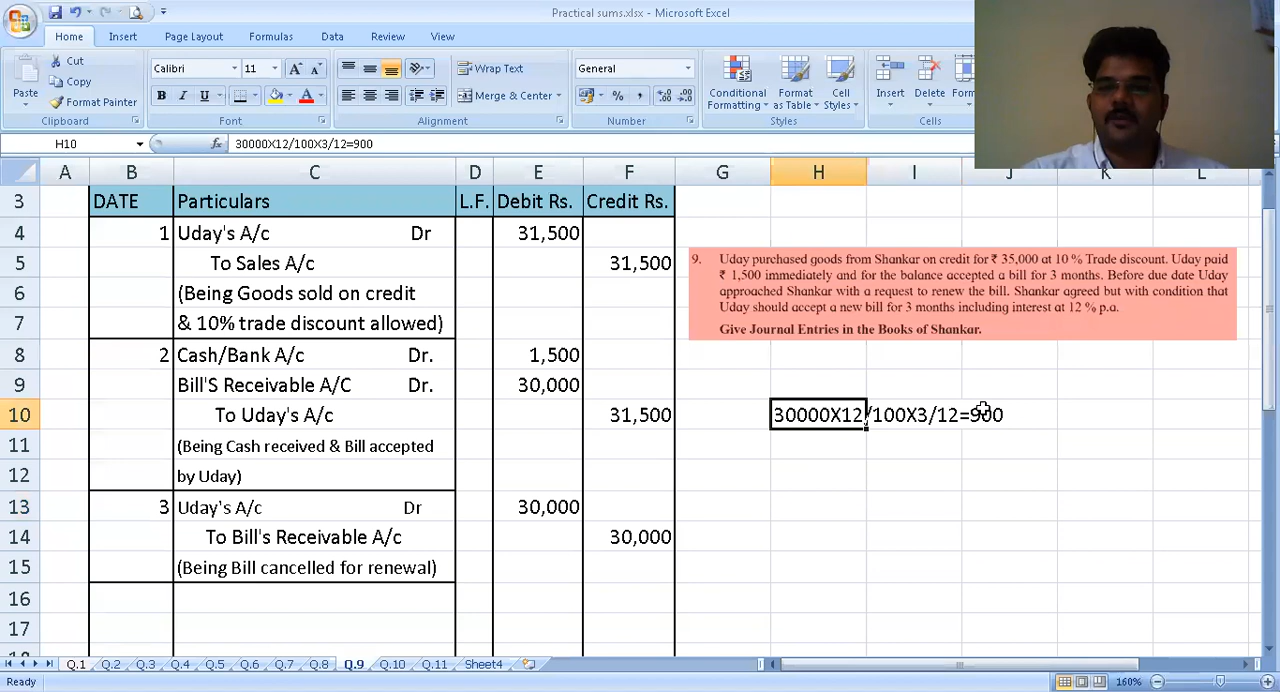 Practical sums.xlsx - Microsoft Excel
Home Insert Page Layout Formulas Data Review View
Cut
Copy
Format Painter
Paste
Clipboard
Calibri 11
B I U
Font
Wrap Text
Merge & Center
Alignment
General
Number
Conditional Formatting
Format as Table
Cell Styles
Styles
Insert Delete
Cells
H10 fx 30000X12/100X3/12=900
A B C D E F G H I J K L
3 DATE Particulars L.F. Debit Rs. Credit Rs.
4 1 Uday's A/c Dr 31,500
5 To Sales A/c 31,500
6 (Being Goods sold on credit
7 & 10% trade discount allowed)
8 2 Cash/Bank A/c Dr. 1,500
9 Bill'S Receivable A/C Dr. 30,000
10 To Uday's A/c 31,500 30000X12/100X3/12=900
11 (Being Cash received & Bill accepted
12 by Uday)
13 3 Uday's A/c Dr 30,000
14 To Bill's Receivable A/c 30,000
15 (Being Bill cancelled for renewal)
16
17
9. Uday purchased goods from Shankar on credit for ₹ 35,000 at 10 % Trade discount. Uday paid
₹ 1,500 immediately and for the balance accepted a bill for 3 months. Before due date Uday
approached Shankar with a request to renew the bill. Shankar agreed but with condition that
Uday should accept a new bill for 3 months including interest at 12 % p.a.
Give Journal Entries in the Books of Shankar.
Q.1 Q.2 Q.3 Q.4 Q.5 Q.6 Q.7 Q.8 Q.9 Q.10 Q.11 Sheet4
Ready 160%